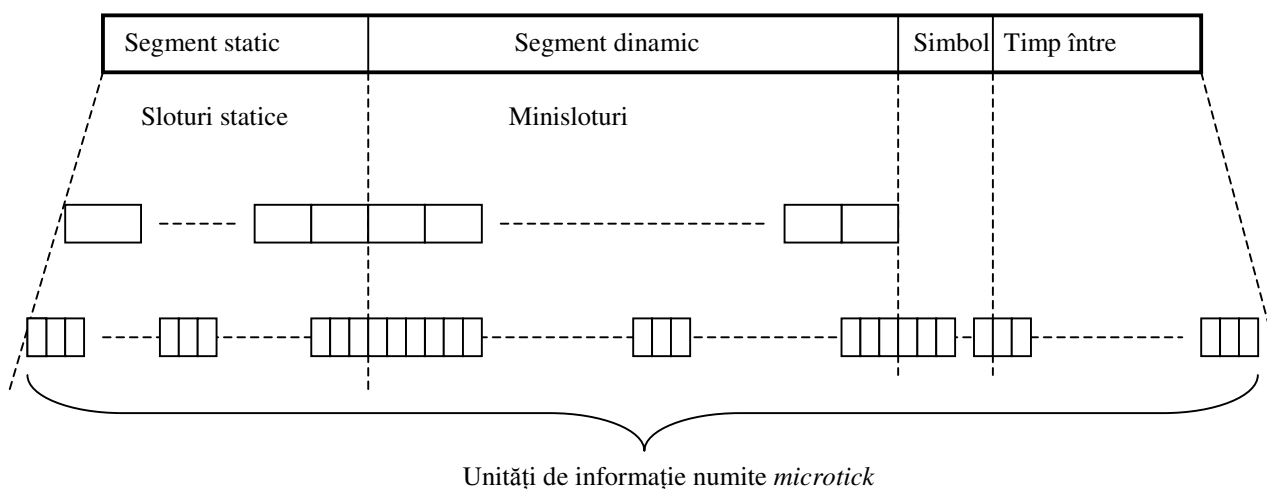 Segment static Segment dinamic Simbol Timp între
Sloturi statice Minisloturi
Unități de informație numite microtick